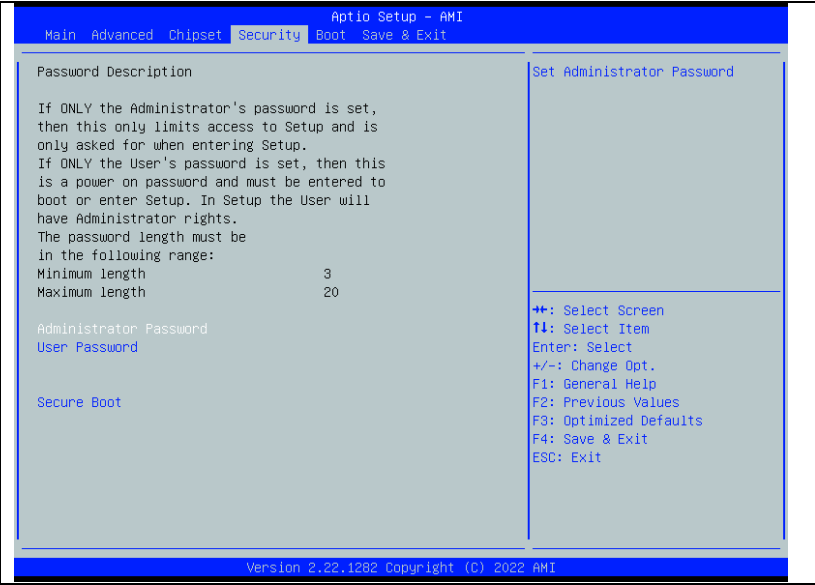 Aptio Setup - AMI
Main Advanced Chipset Security Boot Save & Exit
Password Description
If ONLY the Administrator's password is set,
then this only limits access to Setup and is
only asked for when entering Setup.
If ONLY the User's password is set, then this
is a power on password and must be entered to
boot or enter Setup. In Setup the User will
have Administrator rights.
The password length must be
in the following range:
Minimum length 3
Maximum length 20
Administrator Password
User Password
Secure Boot
Set Administrator Password
→←: Select Screen
↑↓: Select Item
Enter: Select
+/-: Change Opt.
F1: General Help
F2: Previous Values
F3: Optimized Defaults
F4: Save & Exit
ESC: Exit
Version 2.22.1282 Copyright (C) 2022 AMI